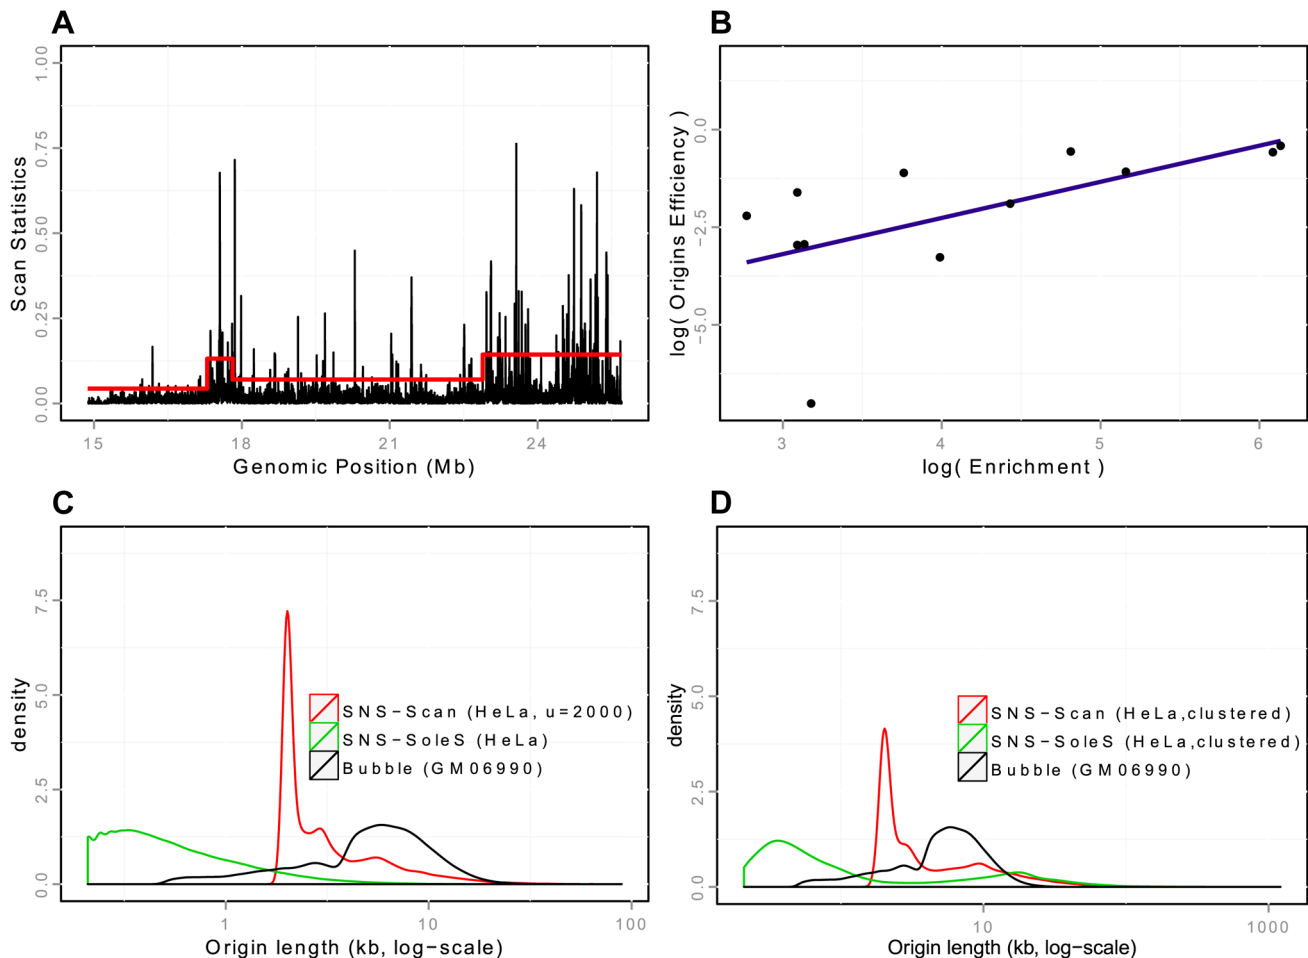 A
1.00
0.75
0.50
0.25
0.00
Scan Statistics
15
18
21
24
Genomic Position (Mb)
B
0.0
−2.5
−5.0
log( Origins Efficiency )
3
4
5
6
log( Enrichment )
C
7.5
5.0
2.5
0.0
density
SNS−Scan (HeLa, u=2000)
SNS−SoleS (HeLa)
Bubble (GM06990)
1
10
100
Origin length (kb, log−scale)
D
7.5
5.0
2.5
0.0
density
SNS−Scan (HeLa,clustered)
SNS−SoleS (HeLa,clustered)
Bubble (GM06990)
10
1000
Origin length (kb, log−scale)